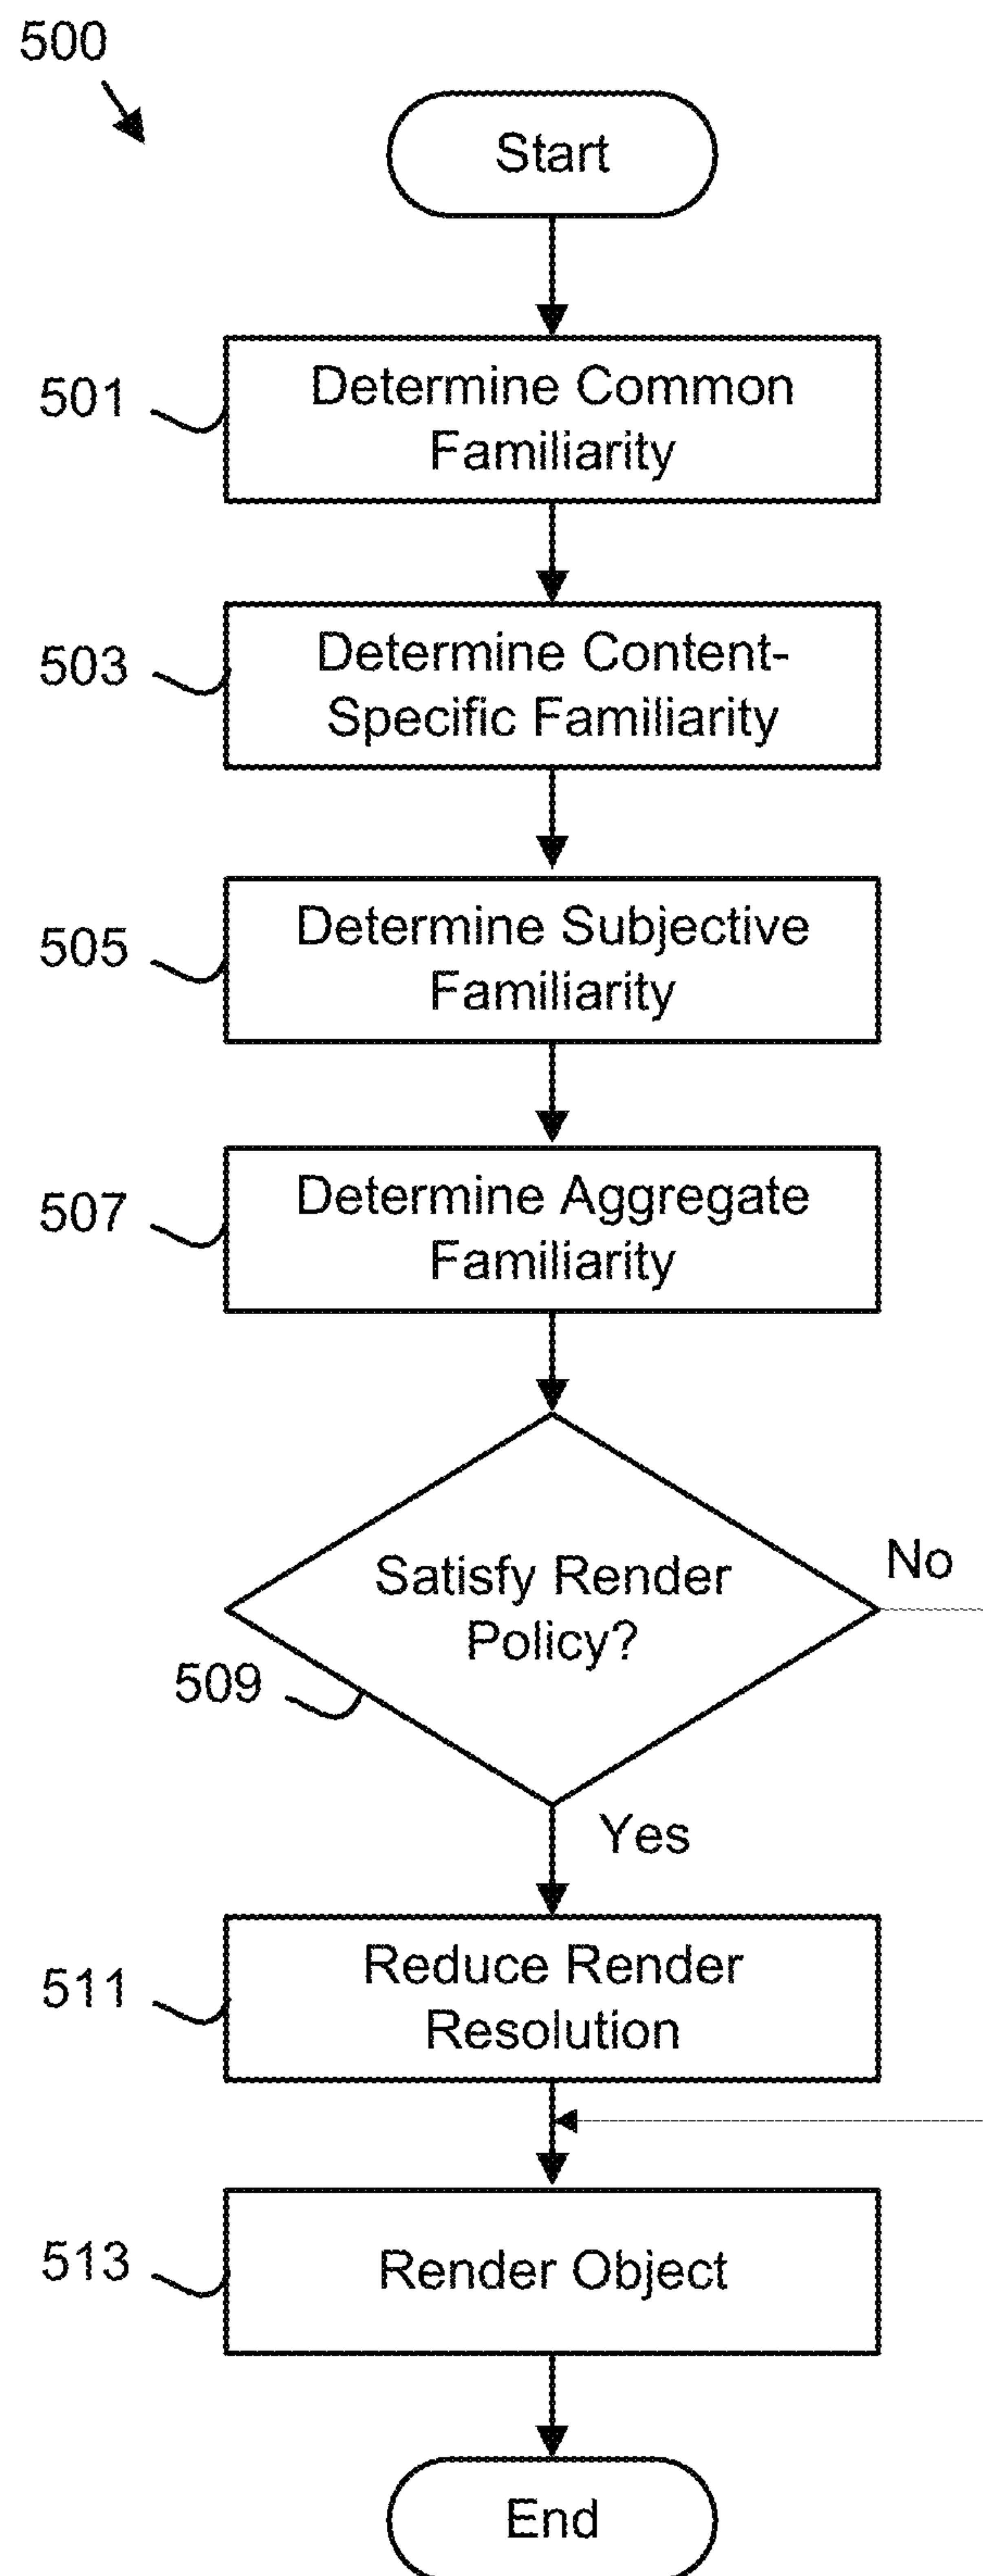 500
Start
501
Determine Common
Familiarity
503
Determine Content-
Specific Familiarity
505
Determine Subjective
Familiarity
507
Determine Aggregate
Familiarity
Satisfy Render
Policy?
No
509
Yes
511
Reduce Render
Resolution
513
Render Object
End